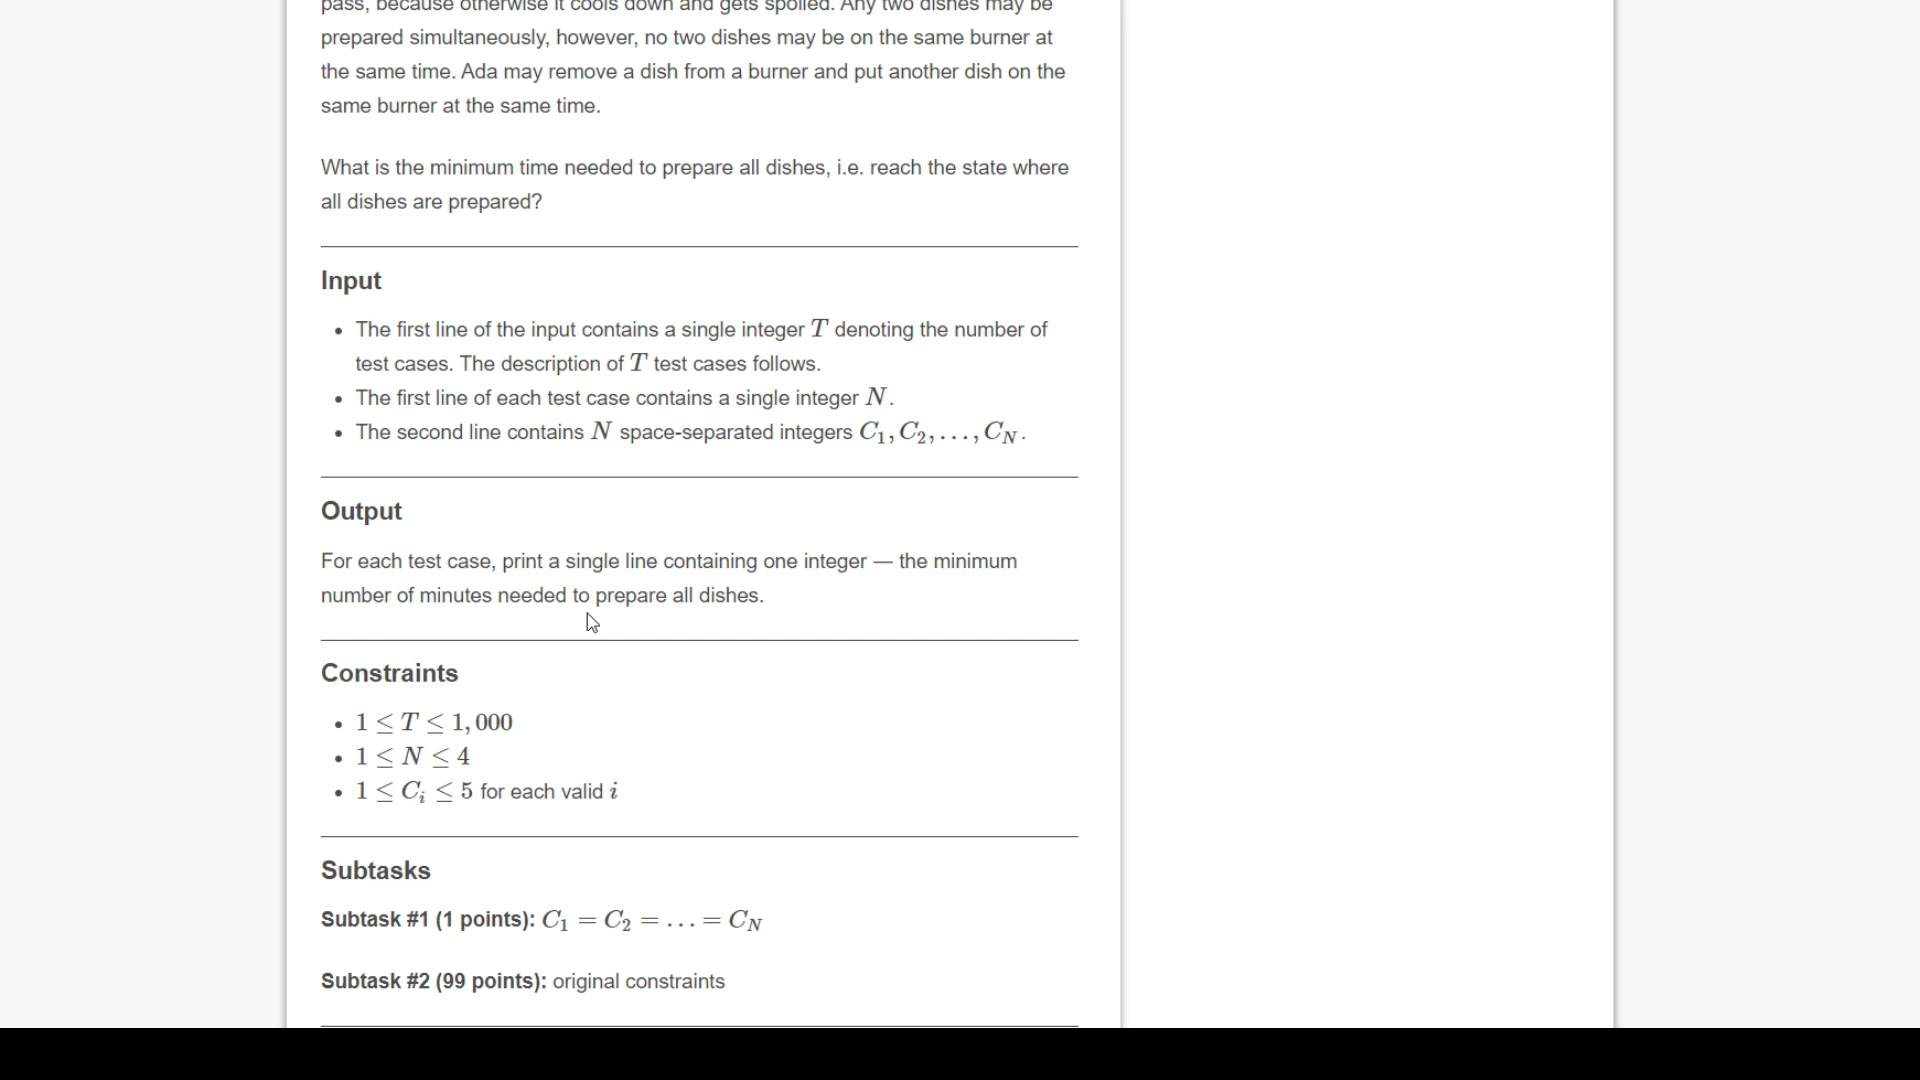 pass, because otherwise it cools down and gets spoiled. Any two dishes may be
prepared simultaneously, however, no two dishes may be on the same burner at
the same time. Ada may remove a dish from a burner and put another dish on the
same burner at the same time.
What is the minimum time needed to prepare all dishes, i.e. reach the state where
all dishes are prepared?
Input
• The first line of the input contains a single integer T denoting the number of
test cases. The description of T test cases follows.
• The first line of each test case contains a single integer N.
• The second line contains N space-separated integers C₁, C₂, . . . , C_N.
Output
For each test case, print a single line containing one integer — the minimum
number of minutes needed to prepare all dishes.
Constraints
• 1 ≤ T ≤ 1,000
• 1 ≤ N ≤ 4
• 1 ≤ C_i ≤ 5 for each valid i
Subtasks
Subtask #1 (1 points): C₁ = C₂ = . . . = C_N
Subtask #2 (99 points): original constraints